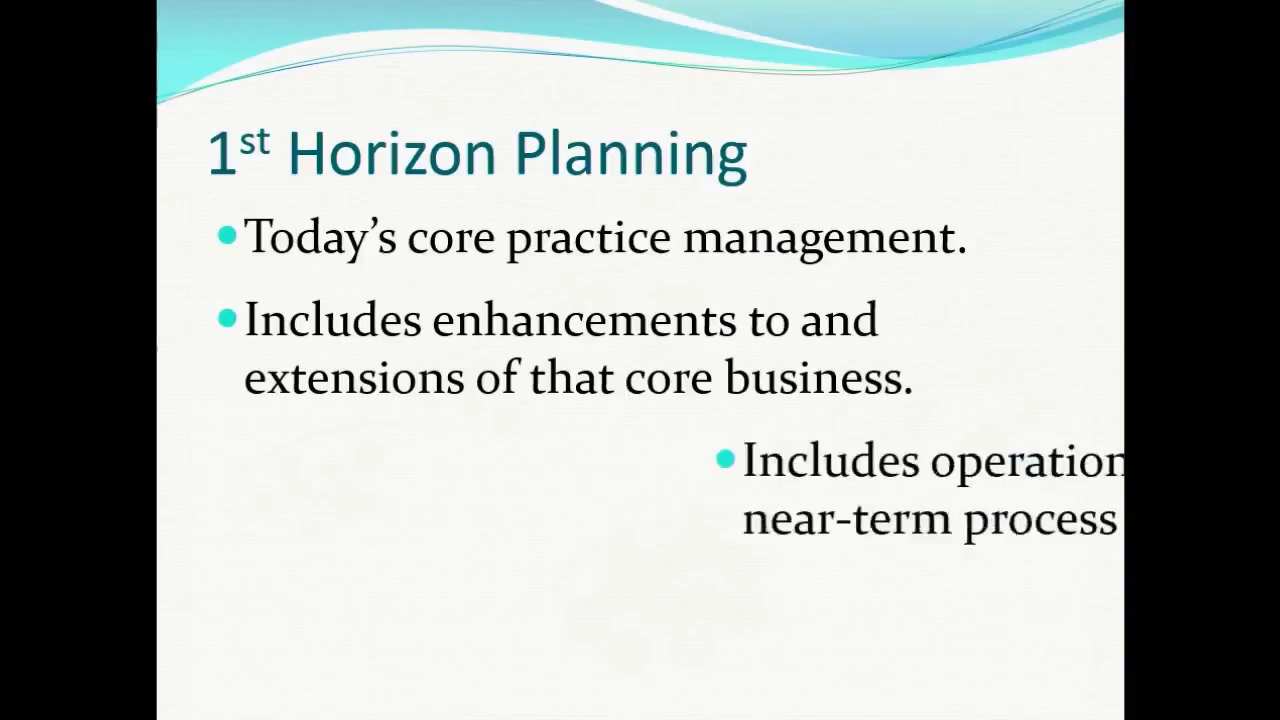 1st Horizon Planning
Today’s core practice management.
Includes enhancements to and
extensions of that core business.
Includes operation
near-term process